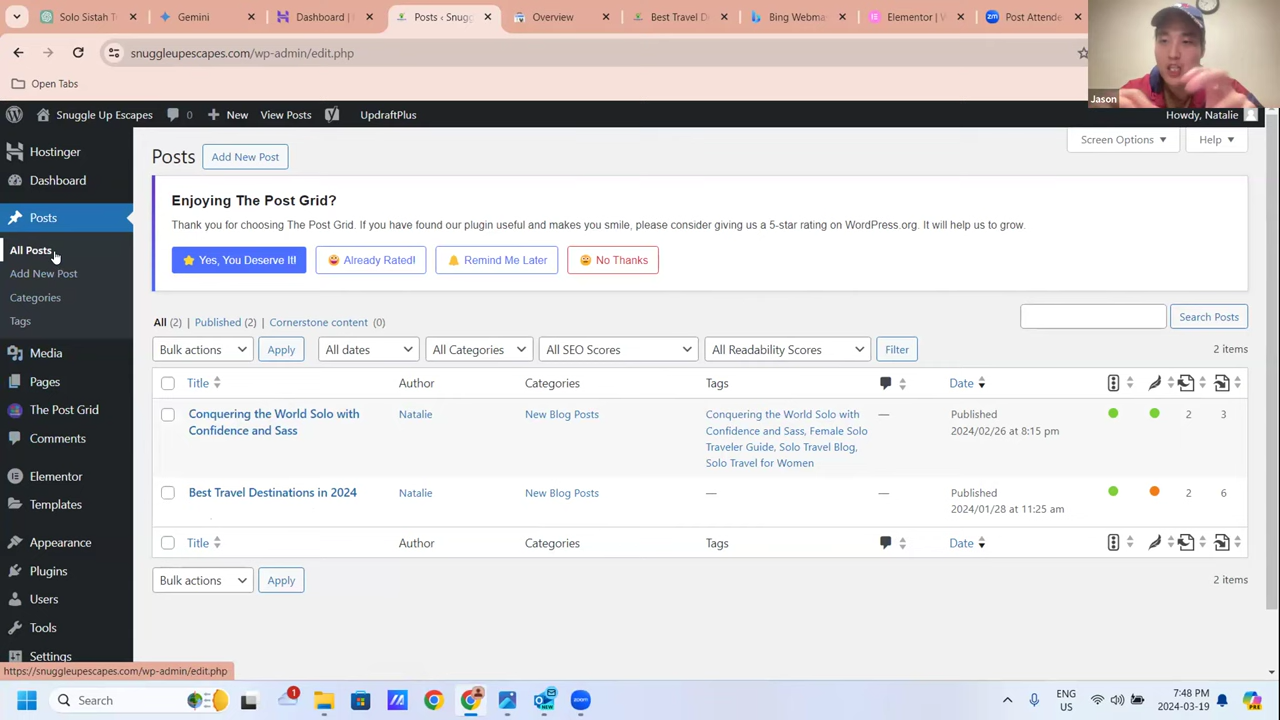 Solo Sistah T
Gemini
Dashboard | 
Posts ‹ Snugg
Overview
Best Travel D
Bing Webma
Elementor | W
Post Attende
snuggleupescapes.com/wp-admin/edit.php
Open Tabs
Jason
Snuggle Up Escapes
0
New
View Posts
UpdraftPlus
Howdy, Natalie
Hostinger
Dashboard
Posts
All Posts
Add New Post
Categories
Tags
Media
Pages
The Post Grid
Comments
Elementor
Templates
Appearance
Plugins
Users
Tools
Settings
Posts
Add New Post
Screen Options
Help
Enjoying The Post Grid?
Thank you for choosing The Post Grid. If you have found our plugin useful and makes you smile, please consider giving us a 5-star rating on WordPress.org. It will help us to grow.
Yes, You Deserve It!
Already Rated!
Remind Me Later
No Thanks
All (2) | Published (2) | Cornerstone content (0)
Search Posts
Bulk actions
Apply
All dates
All Categories
All SEO Scores
All Readability Scores
Filter
2 items
Title
Author
Categories
Tags
Date
Conquering the World Solo with
Confidence and Sass
Natalie
New Blog Posts
Conquering the World Solo with
Confidence and Sass, Female Solo
Traveler Guide, Solo Travel Blog,
Solo Travel for Women
—
Published
2024/02/26 at 8:15 pm
2
3
Best Travel Destinations in 2024
Natalie
New Blog Posts
—
—
Published
2024/01/28 at 11:25 am
2
6
Title
Author
Categories
Tags
Date
Bulk actions
Apply
2 items
https://snuggleupescapes.com/wp-admin/edit.php
Search
1
NEW
ENG
US
7:48 PM
2024-03-19
PRE